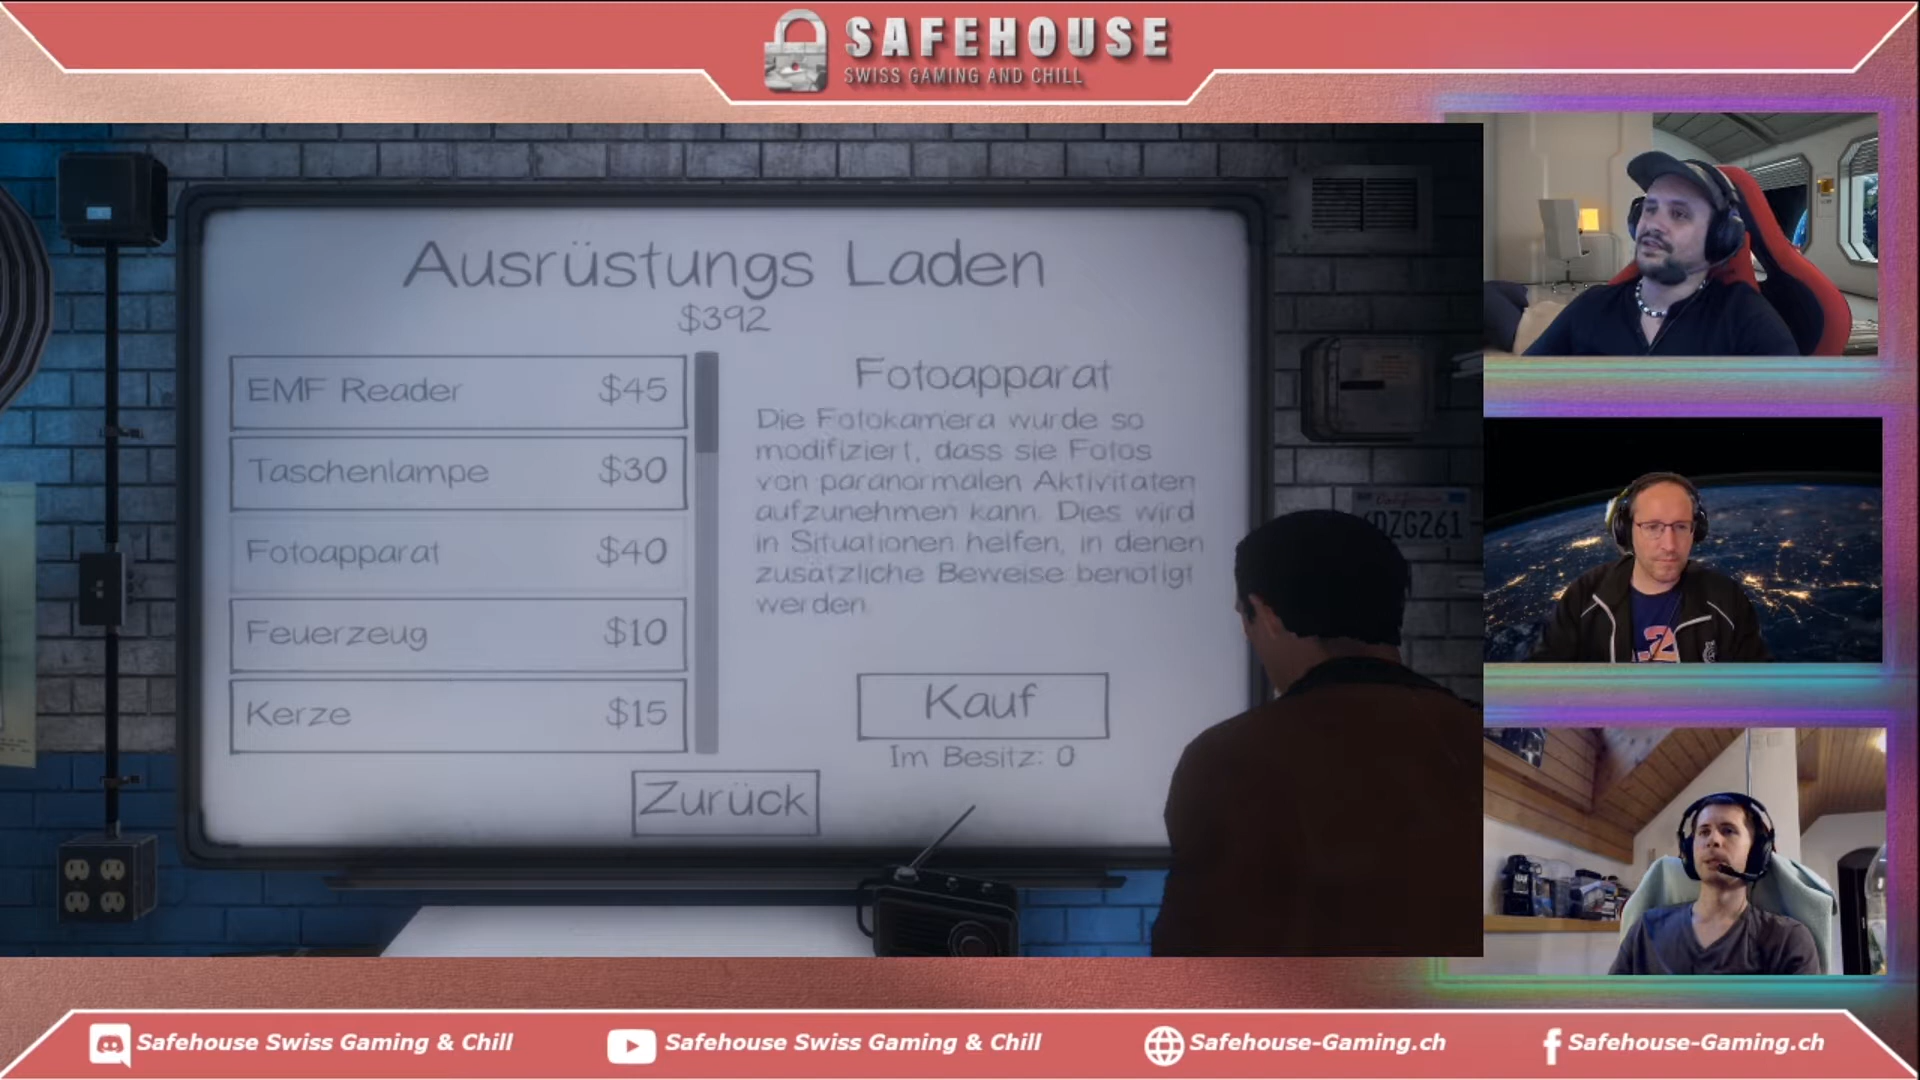 SAFEHOUSE
SWISS GAMING AND CHILL
Ausrüstungs Laden
$392
EMF Reader $45
Taschenlampe $30
Fotoapparat $40
Feuerzeug $10
Kerze $15
Fotoapparat
Die Fotokamera wurde so
modifiziert, dass sie Fotos
von paranormalen Aktivitäten
aufzunehmen kann. Dies wird
in Situationen helfen, in denen
zusätzliche Beweise benötigt
werden.
Kauf
Im Besitz: 0
Zurück
California
DZG261
Safehouse Swiss Gaming & Chill
Safehouse Swiss Gaming & Chill
Safehouse-Gaming.ch
Safehouse-Gaming.ch